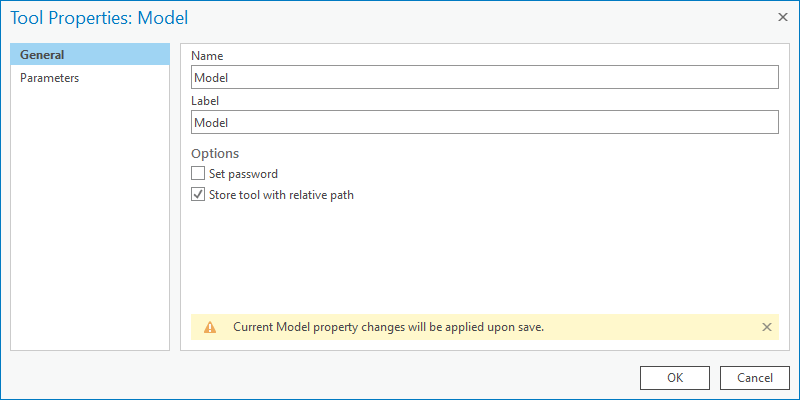 Tool Properties: Model
General
Parameters
Name
Model
Label
Model
Options
Set password
Store tool with relative path
Current Model property changes will be applied upon save.
OK
Cancel